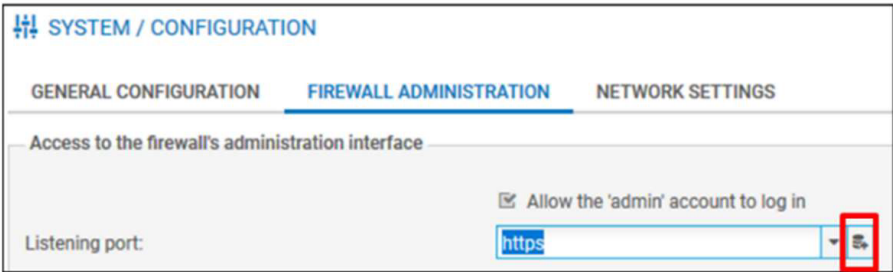 SYSTEM / CONFIGURATION
GENERAL CONFIGURATION FIREWALL ADMINISTRATION NETWORK SETTINGS
Access to the firewall's administration interface
Allow the 'admin' account to log in
Listening port: https